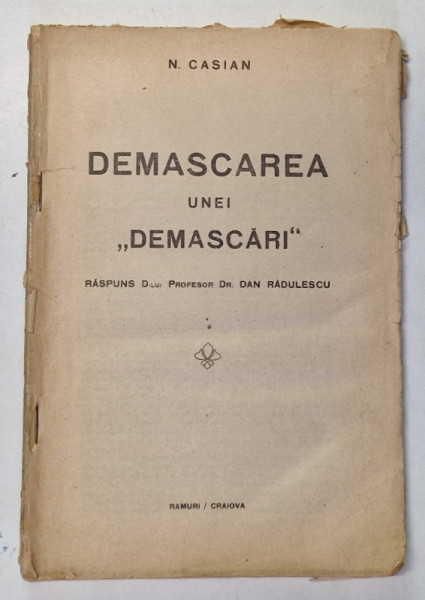 N. CASIAN
DEMASCAREA
UNEI
„DEMASCĂRI“
RĂSPUNS D-LUI PROFESOR DR. DAN RĂDULESCU
RAMURI / CRAIOVA